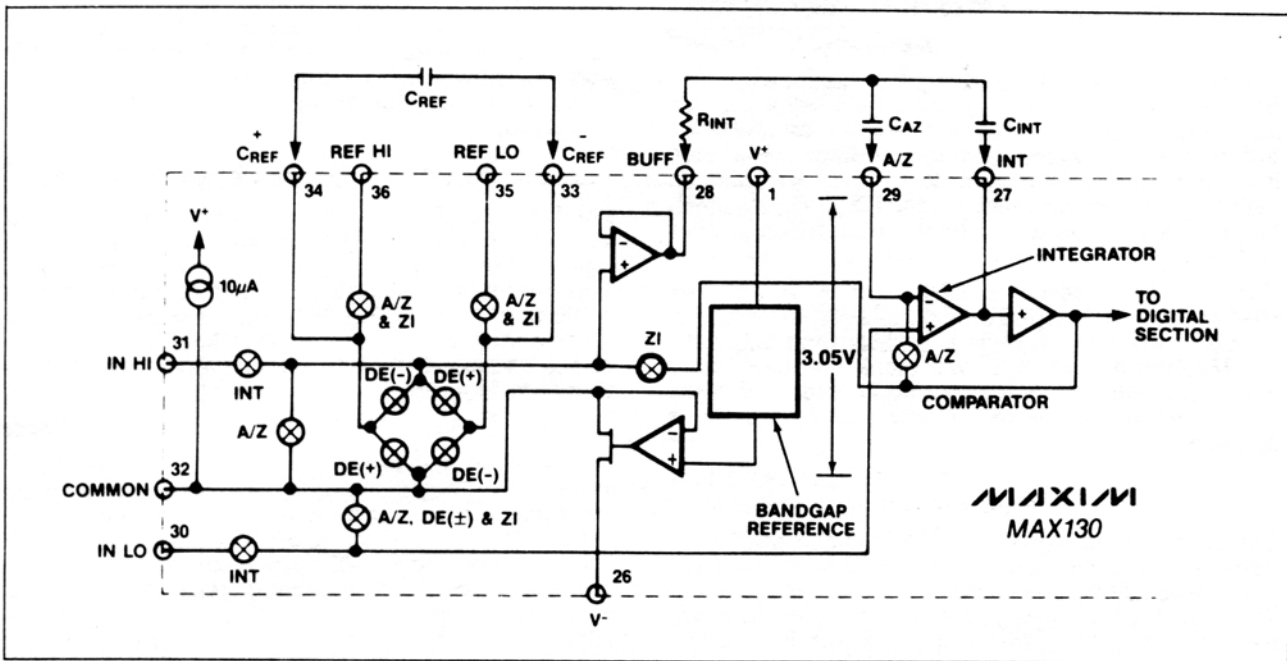 CREF
RINT
CAZ
CINT
+
CREF
REF HI
REF LO
-
CREF
BUFF
V+
A/Z
INT
34
36
35
33
28
1
29
27
V+
10µA
A/Z
& ZI
A/Z
& ZI
-
+
INTEGRATOR
-
+
+
TO
DIGITAL
SECTION
ZI
3.05V
A/Z
IN HI
31
INT
DE(-)
DE(+)
COMPARATOR
A/Z
DE(+)
DE(-)
-
+
32
COMMON
A/Z, DE(±) & ZI
BANDGAP
REFERENCE
MAXIM
MAX130
30
IN LO
INT
26
V-